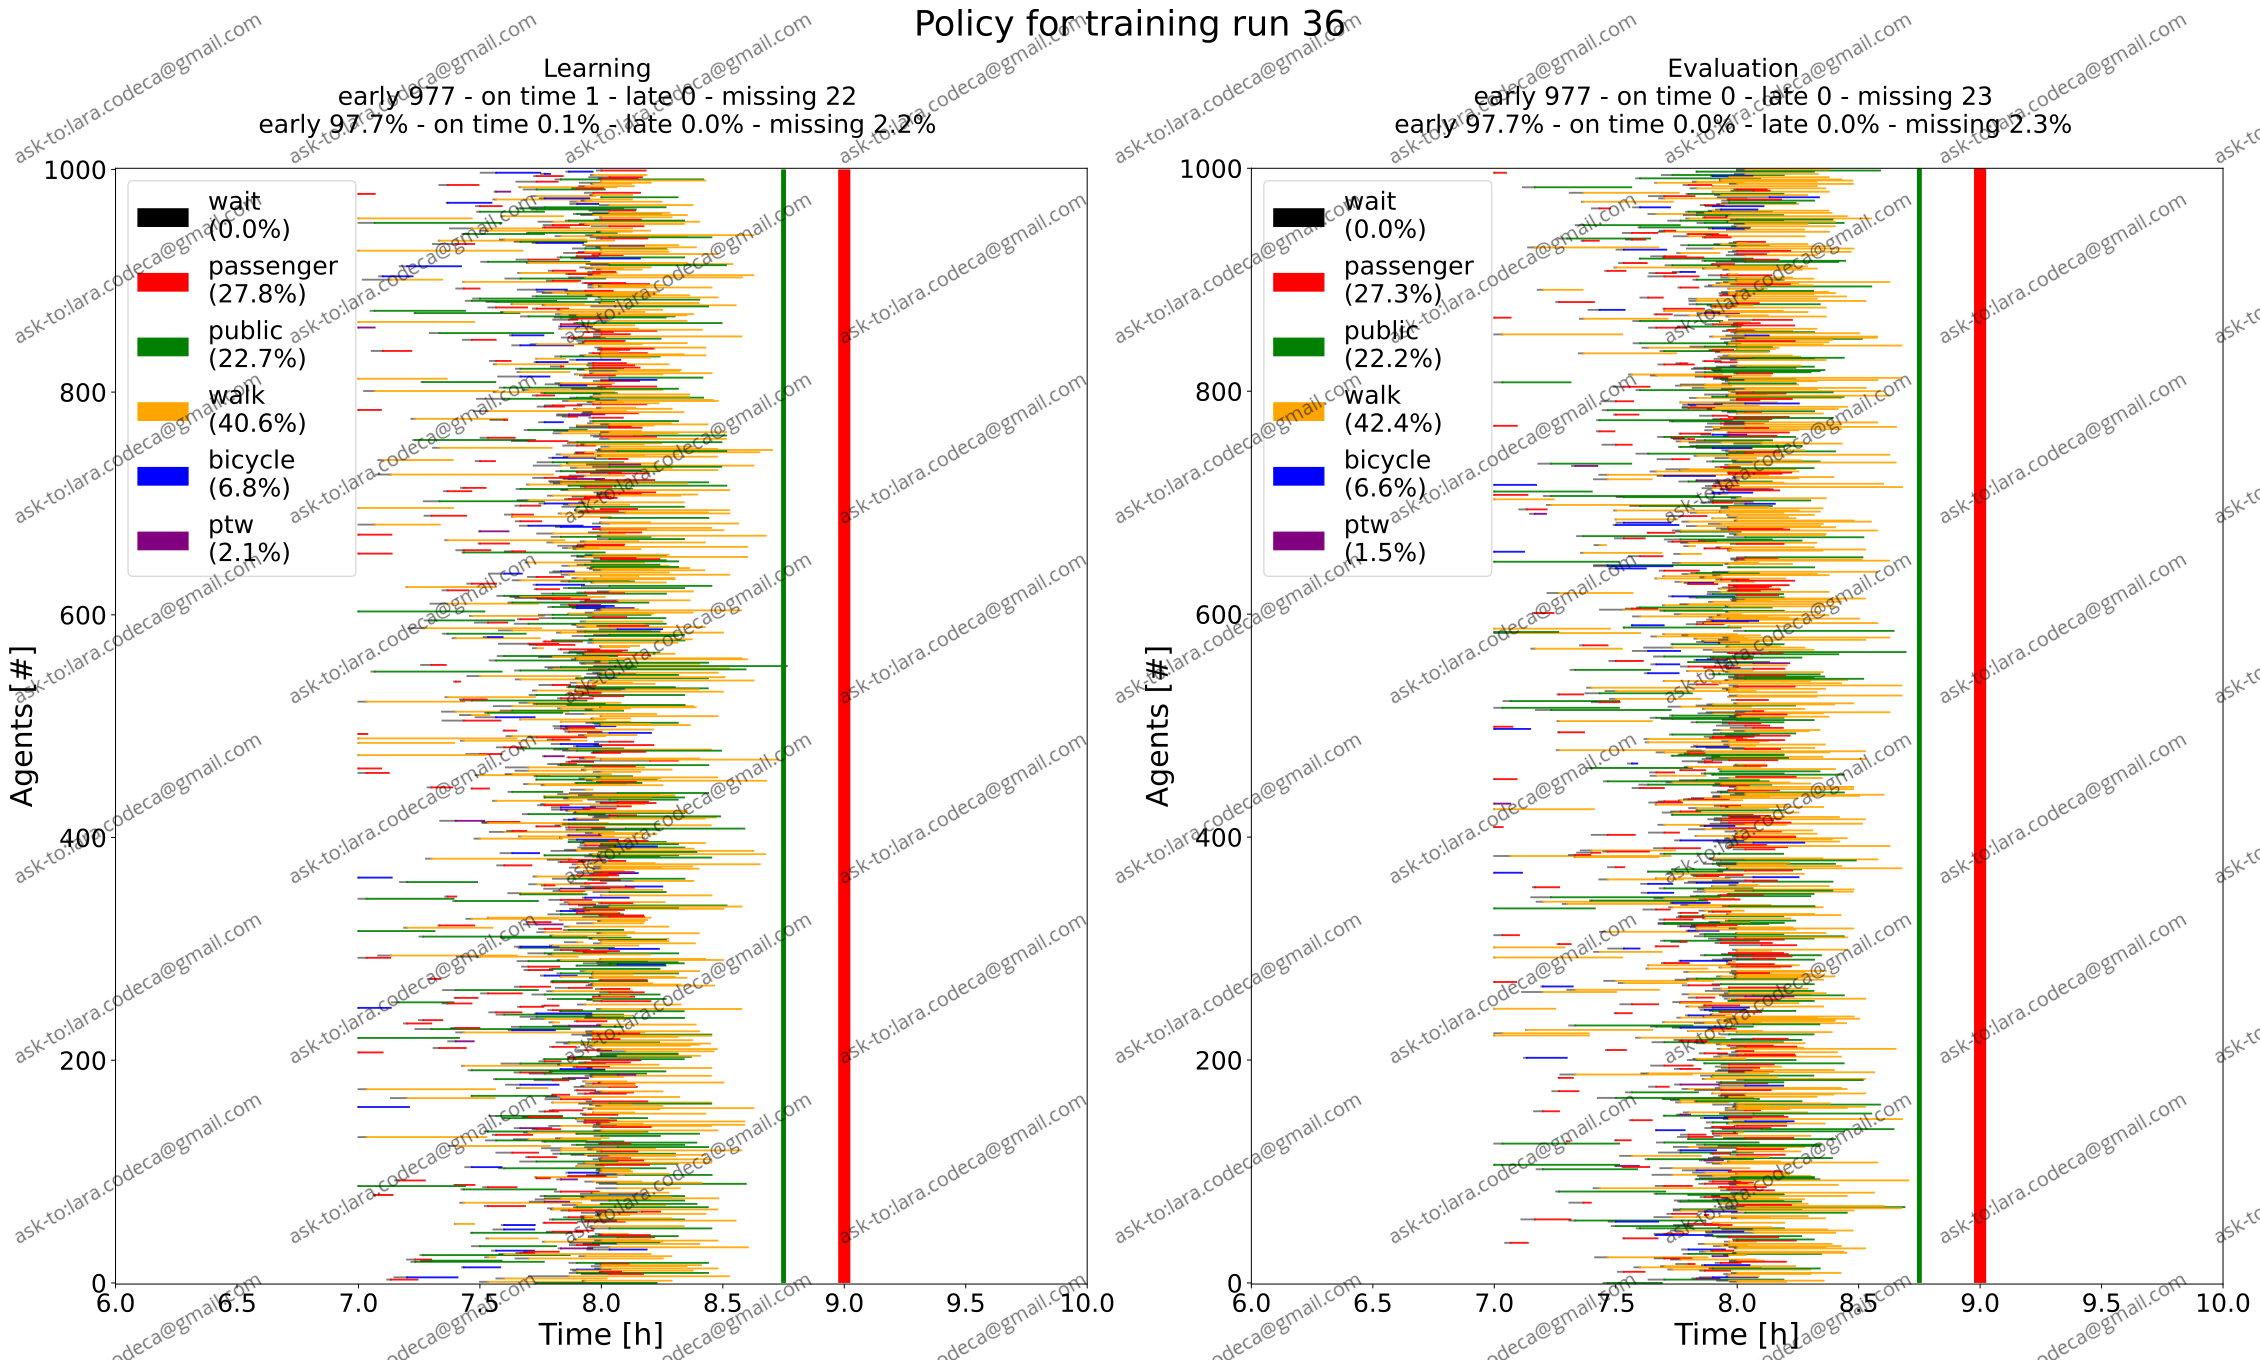 Policy for training run 36
Learning
early 977 - on time 1 - late 0 - missing 22
early 97.7% - on time 0.1% - late 0.0% - missing 2.2%
Agents [#]
1000
800
600
400
200
0
wait
(0.0%)
passenger
(27.8%)
public
(22.7%)
walk
(40.6%)
bicycle
(6.8%)
ptw
(2.1%)
6.0 6.5 7.0 7.5 8.0 8.5 9.0 9.5 10.0
Time [h]
Evaluation
early 977 - on time 0 - late 0 - missing 23
early 97.7% - on time 0.0% - late 0.0% - missing 2.3%
Agents [#]
1000
800
600
400
200
0
wait
(0.0%)
passenger
(27.3%)
public
(22.2%)
walk
(42.4%)
bicycle
(6.6%)
ptw
(1.5%)
6.0 6.5 7.0 7.5 8.0 8.5 9.0 9.5 10.0
Time [h]
ask-to:lara.codeca@gmail.com